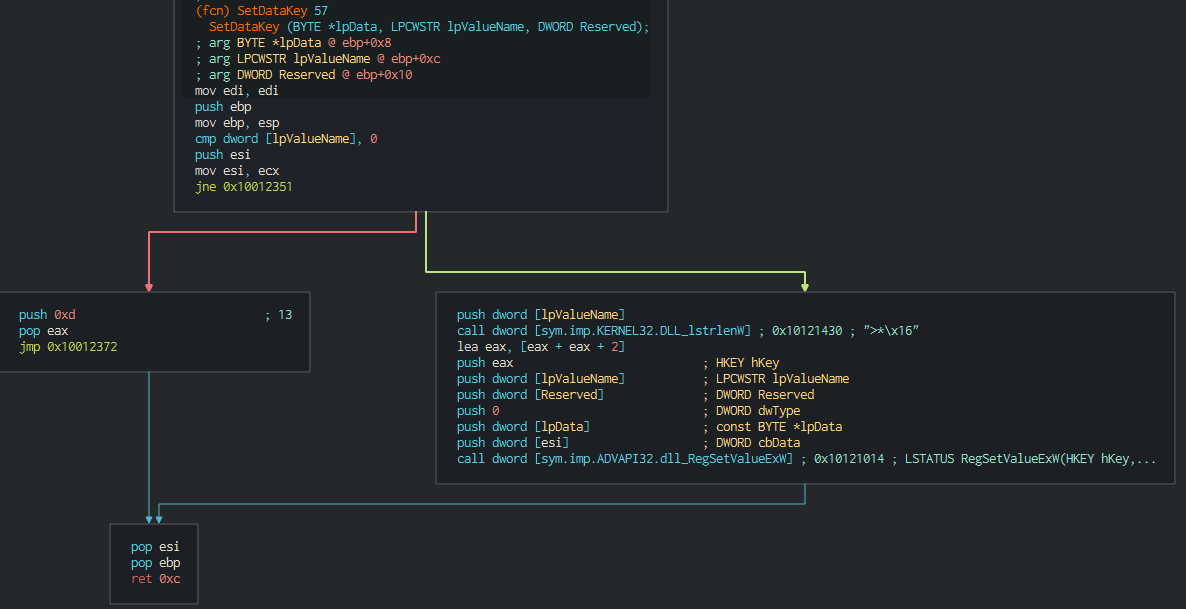 (fcn) SetDataKey 57
SetDataKey (BYTE *lpData, LPCWSTR lpValueName, DWORD Reserved);
; arg BYTE *lpData @ ebp+0x8
; arg LPCWSTR lpValueName @ ebp+0xc
; arg DWORD Reserved @ ebp+0x10
mov edi, edi
push ebp
mov ebp, esp
cmp dword [lpValueName], 0
push esi
mov esi, ecx
jne 0x10012351
push 0xd ; 13
pop eax
jmp 0x10012372
push dword [lpValueName]
call dword [sym.imp.KERNEL32.DLL_lstrlenW] ; 0x10121430 ; ">*\x16"
lea eax, [eax + eax + 2]
push eax ; HKEY hKey
push dword [lpValueName] ; LPCWSTR lpValueName
push dword [Reserved] ; DWORD Reserved
push 0 ; DWORD dwType
push dword [lpData] ; const BYTE *lpData
push dword [esi] ; DWORD cbData
call dword [sym.imp.ADVAPI32.dll_RegSetValueExW] ; 0x10121014 ; LSTATUS RegSetValueExW(HKEY hKey,...
pop esi
pop ebp
ret 0xc